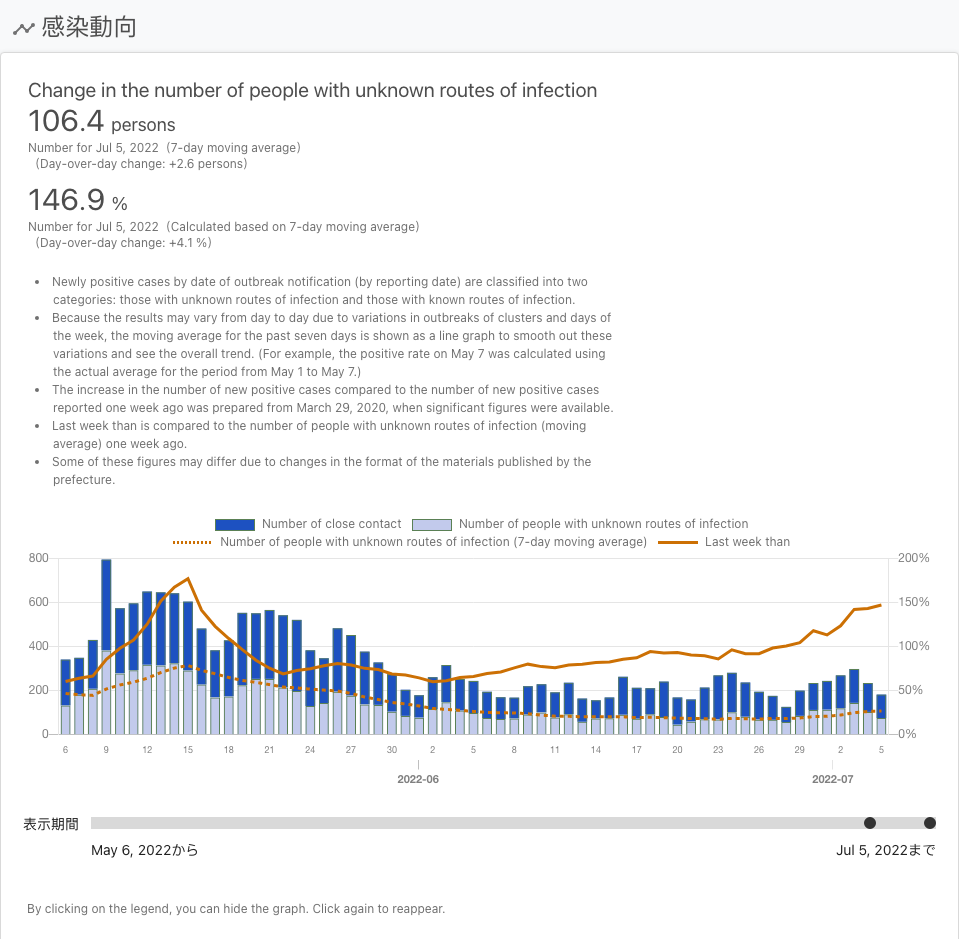 感染動向
Change in the number of people with unknown routes of infection
106.4 persons
Number for Jul 5, 2022 (7-day moving average)
(Day-over-day change: +2.6 persons)
146.9 %
Number for Jul 5, 2022 (Calculated based on 7-day moving average)
(Day-over-day change: +4.1 %)
• Newly positive cases by date of outbreak notification (by reporting date) are classified into two
categories: those with unknown routes of infection and those with known routes of infection.
• Because the results may vary from day to day due to variations in outbreaks of clusters and days of
the week, the moving average for the past seven days is shown as a line graph to smooth out these
variations and see the overall trend. (For example, the positive rate on May 7 was calculated using
the actual average for the period from May 1 to May 7.)
• The increase in the number of new positive cases compared to the number of new positive cases
reported one week ago was prepared from March 29, 2020, when significant figures were available.
• Last week than is compared to the number of people with unknown routes of infection (moving
average) one week ago.
• Some of these figures may differ due to changes in the format of the materials published by the
prefecture.
Number of close contact Number of people with unknown routes of infection
Number of people with unknown routes of infection (7-day moving average) Last week than
800 200%
600 150%
400 100%
200 50%
0 0%
6 9 12 15 18 21 24 27 30 2 5 8 11 14 17 20 23 26 29 2 5
2022-06 2022-07
表示期間
May 6, 2022から Jul 5, 2022まで
By clicking on the legend, you can hide the graph. Click again to reappear.